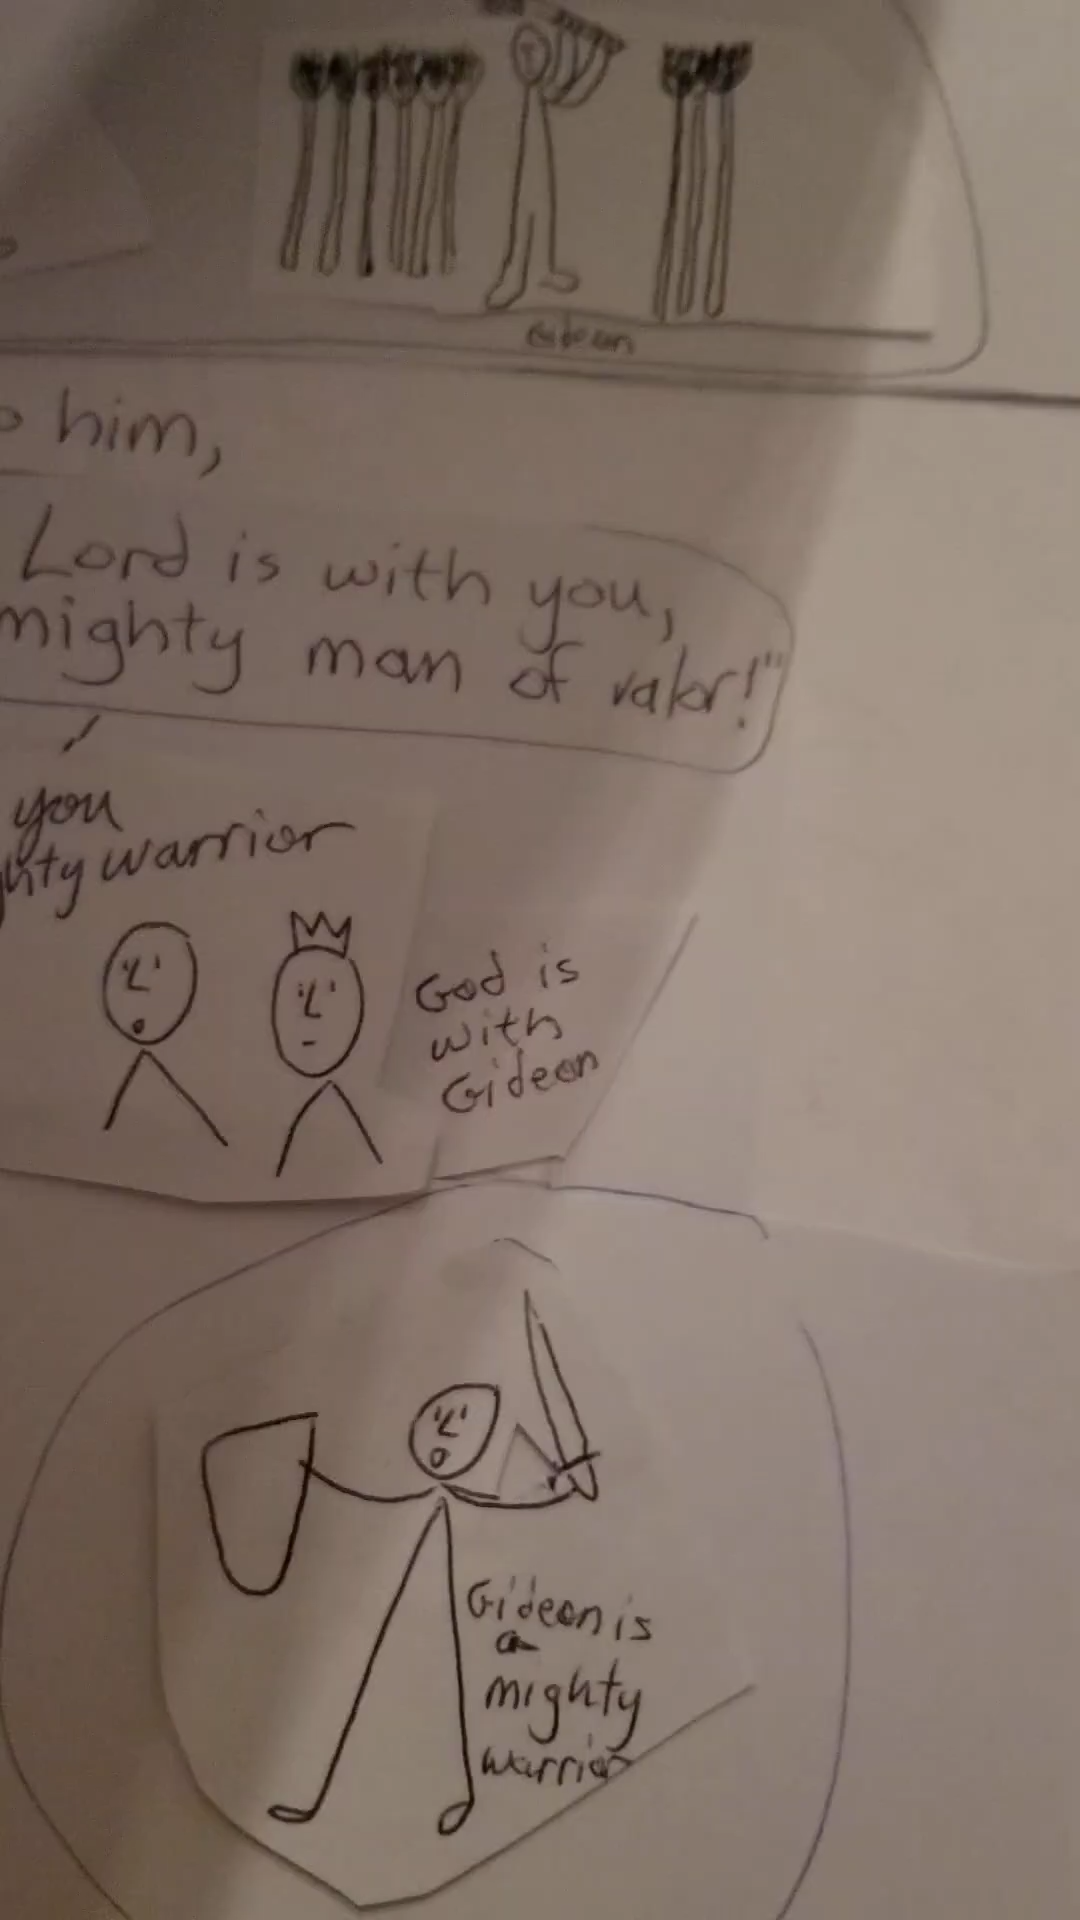 Gideon
him,
Lord is with you,
mighty man of valor!"
you
warrior
God is
with
Gideon
Gideon is
a
mighty
warrior